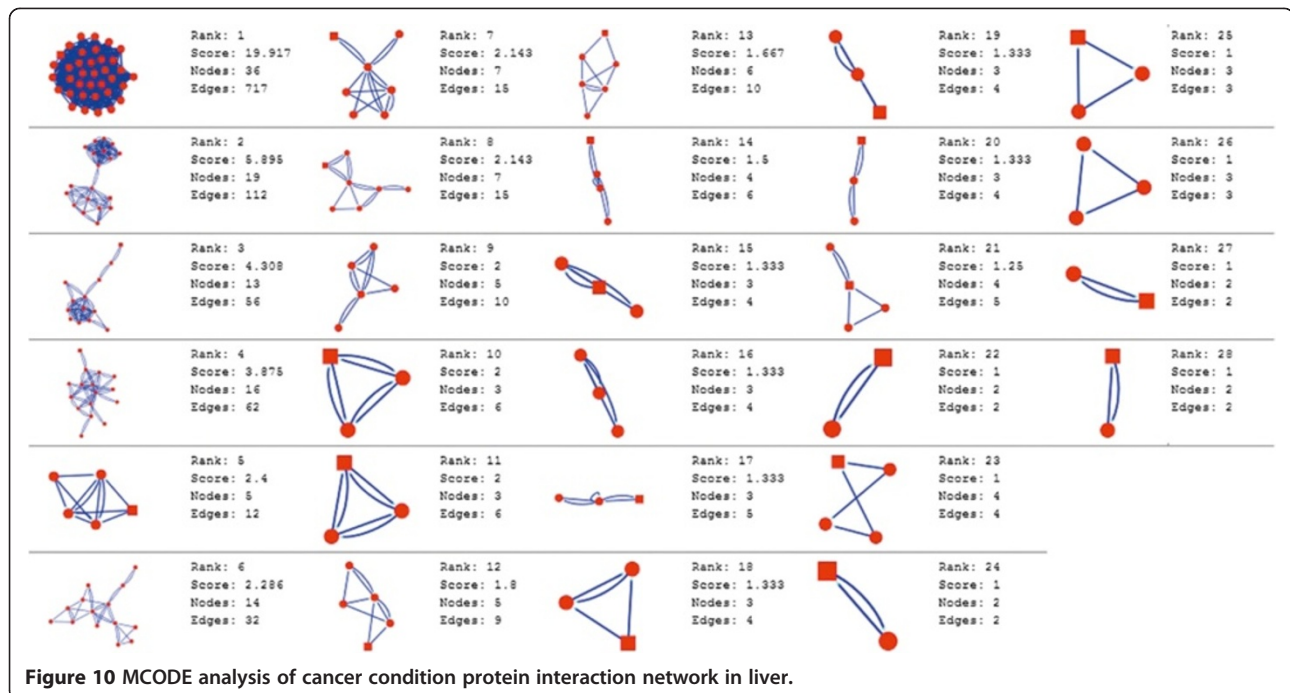 Rank: 1
Score: 19.917
Nodes: 36
Edges: 717
Rank: 7
Score: 2.143
Nodes: 7
Edges: 15
Rank: 13
Score: 1.667
Nodes: 6
Edges: 10
Rank: 19
Score: 1.333
Nodes: 3
Edges: 4
Rank: 25
Score: 1
Nodes: 3
Edges: 3
Rank: 2
Score: 5.895
Nodes: 19
Edges: 112
Rank: 8
Score: 2.143
Nodes: 7
Edges: 15
Rank: 14
Score: 1.5
Nodes: 4
Edges: 6
Rank: 20
Score: 1.333
Nodes: 3
Edges: 4
Rank: 26
Score: 1
Nodes: 3
Edges: 3
Rank: 3
Score: 4.308
Nodes: 13
Edges: 56
Rank: 9
Score: 2
Nodes: 5
Edges: 10
Rank: 15
Score: 1.333
Nodes: 3
Edges: 4
Rank: 21
Score: 1.25
Nodes: 4
Edges: 5
Rank: 27
Score: 1
Nodes: 2
Edges: 2
Rank: 4
Score: 3.875
Nodes: 16
Edges: 62
Rank: 10
Score: 2
Nodes: 3
Edges: 6
Rank: 16
Score: 1.333
Nodes: 3
Edges: 4
Rank: 22
Score: 1
Nodes: 2
Edges: 2
Rank: 28
Score: 1
Nodes: 2
Edges: 2
Rank: 5
Score: 2.4
Nodes: 5
Edges: 12
Rank: 11
Score: 2
Nodes: 3
Edges: 6
Rank: 17
Score: 1.333
Nodes: 3
Edges: 5
Rank: 23
Score: 1
Nodes: 4
Edges: 4
Rank: 6
Score: 2.286
Nodes: 14
Edges: 32
Rank: 12
Score: 1.8
Nodes: 5
Edges: 9
Rank: 18
Score: 1.333
Nodes: 3
Edges: 4
Rank: 24
Score: 1
Nodes: 2
Edges: 2
Figure 10 MCODE analysis of cancer condition protein interaction network in liver.